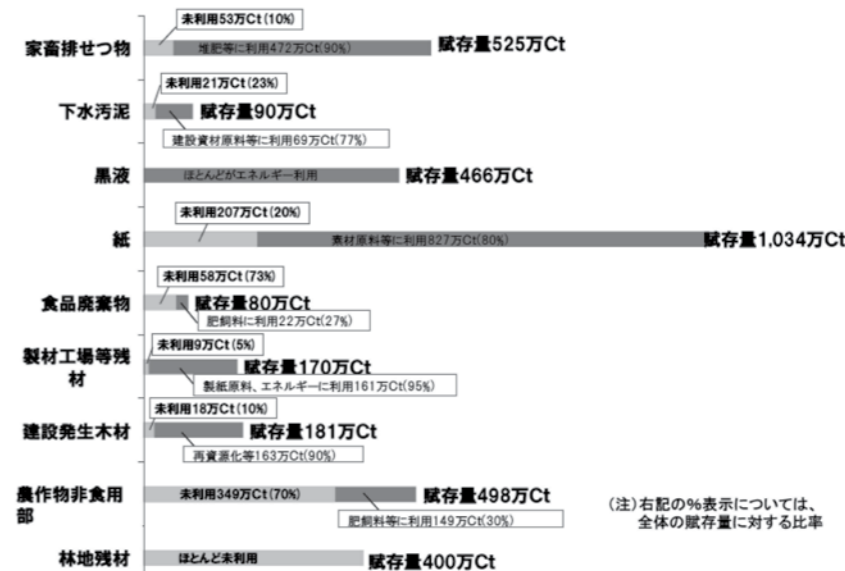 未利用53万Ct(10%)
家畜排せつ物
堆肥等に利用472万Ct(90%)
賦存量525万Ct
未利用21万Ct(23%)
下水汚泥
賦存量90万Ct
建設資材原料等に利用69万Ct(77%)
黒液
ほとんどがエネルギー利用
賦存量466万Ct
未利用207万Ct(20%)
紙
素材原料等に利用827万Ct(80%)
賦存量1,034万Ct
未利用58万Ct(73%)
食品廃棄物
賦存量80万Ct
肥飼料に利用22万Ct(27%)
未利用9万Ct(5%)
製材工場等残
材
賦存量170万Ct
製紙原料、エネルギーに利用161万Ct(95%)
未利用18万Ct(10%)
建設発生木材
賦存量181万Ct
再資源化等163万Ct(90%)
農作物非食用
部
未利用349万Ct(70%)
賦存量498万Ct
肥飼料等に利用149万Ct(30%)
(注)右記の%表示については、
全体の賦存量に対する比率
林地残材
ほとんど未利用
賦存量400万Ct